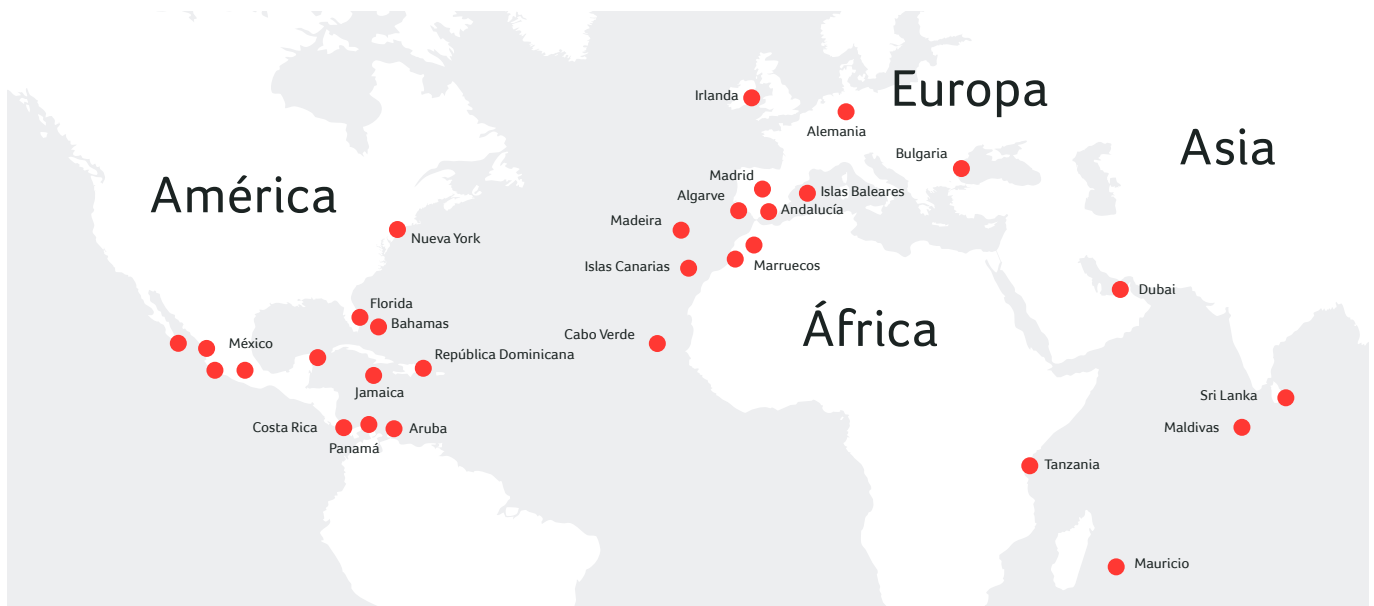 Europa
Irlanda
Alemania
Asia
Bulgaria
Madrid
Islas Baleares
América
Algarve
Andalucía
Madeira
Nueva York
Islas Canarias
Marruecos
Dubai
Florida
Bahamas
África
Cabo Verde
México
República Dominicana
Jamaica
Sri Lanka
Costa Rica
Aruba
Maldivas
Panamá
Tanzania
Mauricio